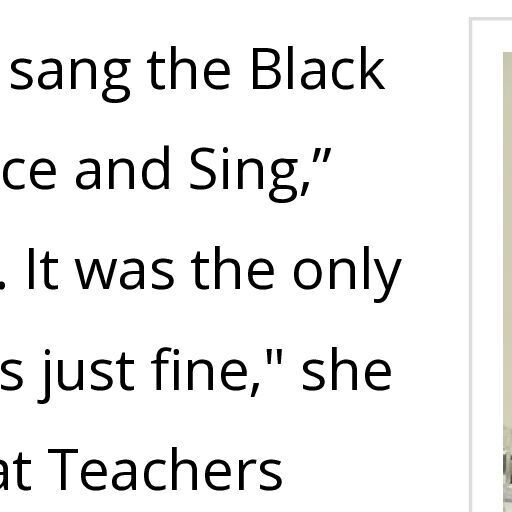 sang the Black
ce and Sing,”
. It was the only
s just fine," she
at Teachers